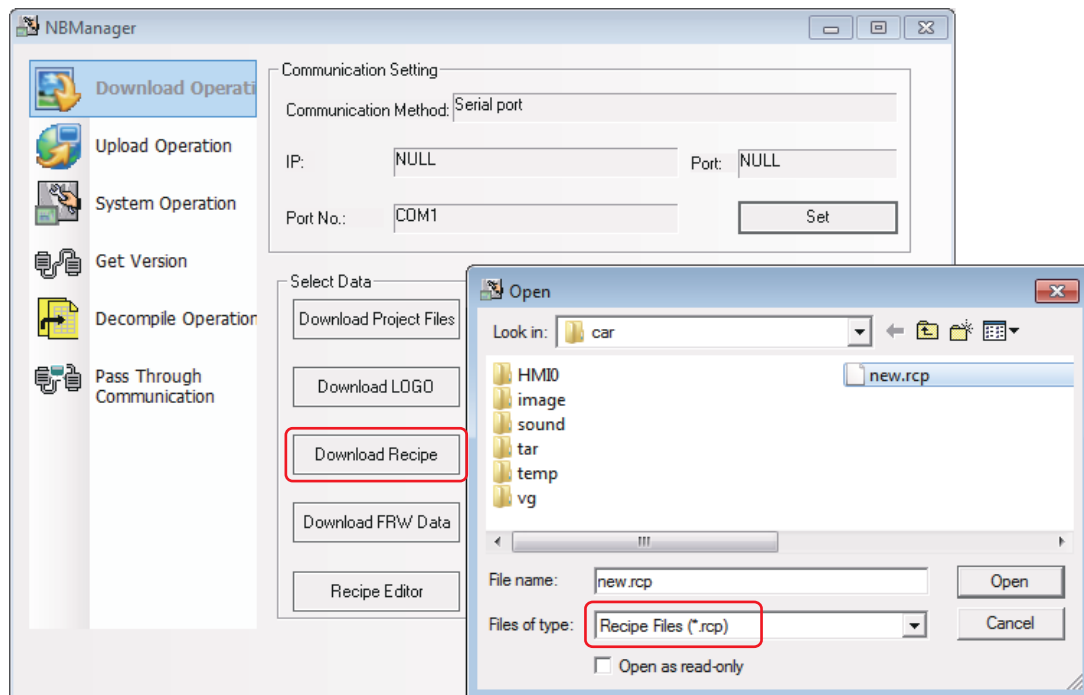 NBManager
Download Operati
Upload Operation
System Operation
Get Version
Decompile Operation
Pass Through
Communication
Communication Setting
Communication Method: Serial port
IP: NULL Port: NULL
Port No.: COM1 Set
Select Data
Download Project Files
Download LOGO
Download Recipe
Download FRW Data
Recipe Editor
Open
Look in: car
HMI0
image
sound
tar
temp
vg
new.rcp
File name: new.rcp Open
Files of type: Recipe Files (*.rcp) Cancel
Open as read-only